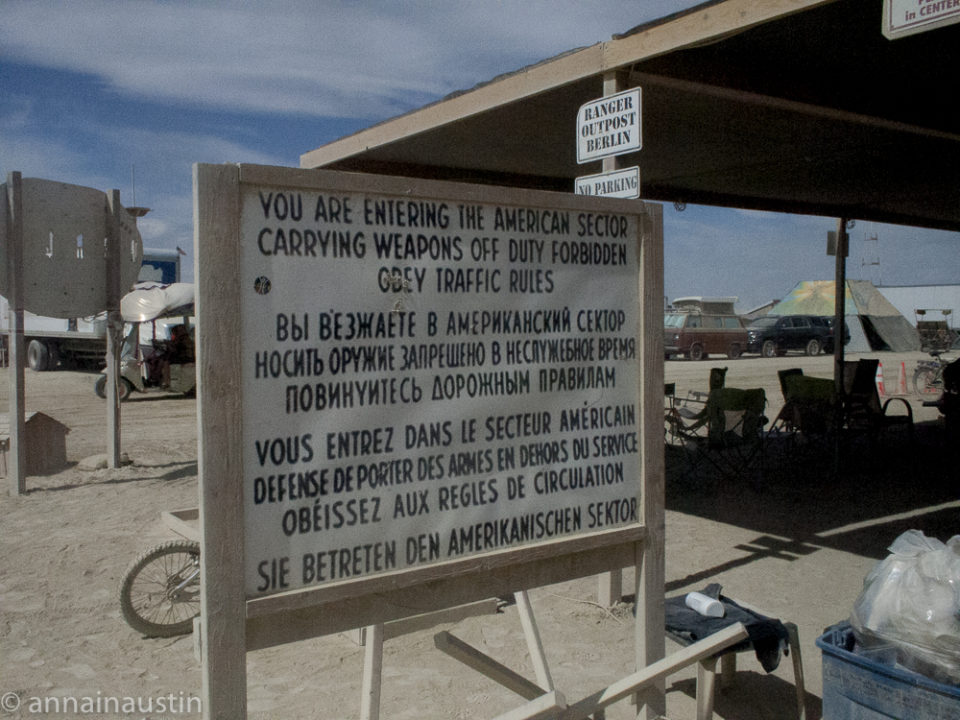 in CENTER
RANGER
OUTPOST
BERLIN
NO PARKING
YOU ARE ENTERING THE AMERICAN SECTOR
CARRYING WEAPONS OFF DUTY FORBIDDEN
OBEY TRAFFIC RULES
ВЫ ВЪЕЗЖАЕТЕ В АМЕРИКАНСКИЙ СЕКТОР
НОСИТЬ ОРУЖИЕ ЗАПРЕЩЕНО В НЕСЛУЖЕБНОЕ ВРЕМЯ
ПОВИНУЙТЕСЬ ДОРОЖНЫМ ПРАВИЛАМ
VOUS ENTREZ DANS LE SECTEUR AMÉRICAIN
DEFENSE DE PORTER DES ARMES EN DEHORS DU SERVICE
OBÉISSEZ AUX REGLES DE CIRCULATION
SIE BETRETEN DEN AMERIKANISCHEN SEKTOR
© annainaustin